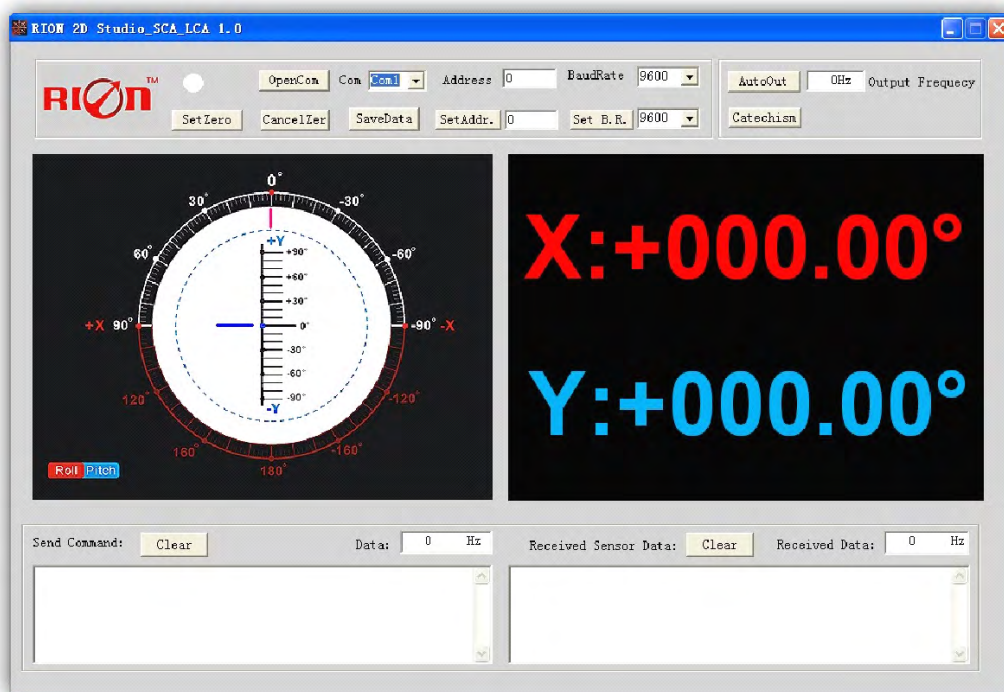 RION 2D Studio_SCA_LCA 1.0
RION™
OpenCom Com Com1 Address 0 BaudRate 9600
SetZero CancelZer SaveData SetAddr. 0 Set B.R. 9600
AutoOut 0Hz Output Frequecy
Catechism
0°
30° -30°
60° -60°
+X 90° -90° -X
120° -120°
160° -160°
180°
+Y
+90°
+60°
+30°
0°
-30°
-60°
-90°
-Y
Roll Pitch
X:+000.00°
Y:+000.00°
Send Command: Clear Data: 0 Hz
Received Sensor Data: Clear Received Data: 0 Hz